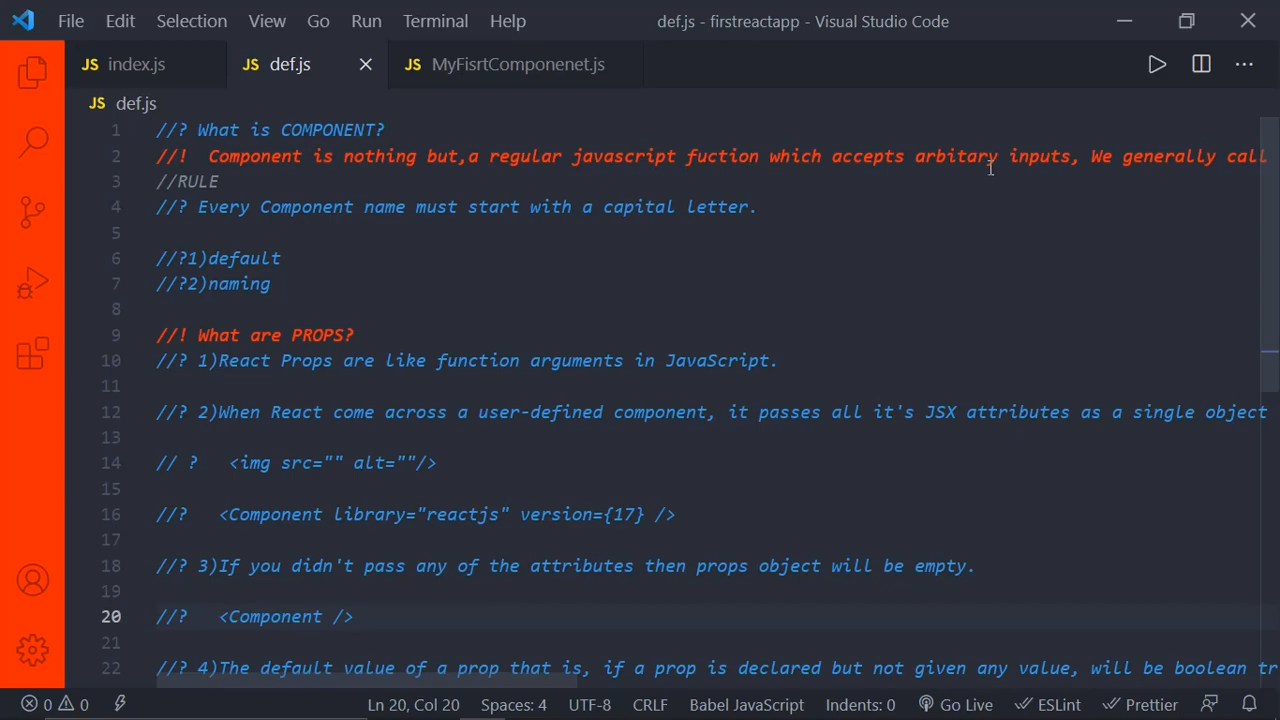 File Edit Selection View Go Run Terminal Help def.js - firstreactapp - Visual Studio Code
JS index.js JS def.js JS MyFisrtComponenet.js
JS def.js
1 //? What is COMPONENT?
2 //! Component is nothing but,a regular javascript fuction which accepts arbitary inputs, We generally call
3 //RULE
4 //? Every Component name must start with a capital letter.
5
6 //?1)default
7 //?2)naming
8
9 //! What are PROPS?
10 //? 1)React Props are like function arguments in JavaScript.
11
12 //? 2)When React come across a user-defined component, it passes all it's JSX attributes as a single object
13
14 // ? <img src="" alt=""/>
15
16 //? <Component library="reactjs" version={17} />
17
18 //? 3)If you didn't pass any of the attributes then props object will be empty.
19
20 //? <Component />
21
22 //? 4)The default value of a prop that is, if a prop is declared but not given any value, will be boolean tr
0 0 Ln 20, Col 20 Spaces: 4 UTF-8 CRLF Babel JavaScript Indents: 0 Go Live ESLint Prettier